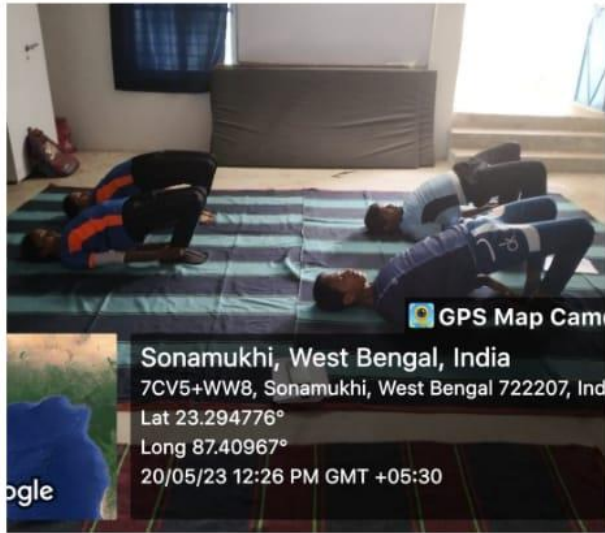 GPS Map Came
Sonamukhi, West Bengal, India
7CV5+WW8, Sonamukhi, West Bengal 722207, Ind
Lat 23.294776°
Long 87.40967°
20/05/23 12:26 PM GMT +05:30
ogle